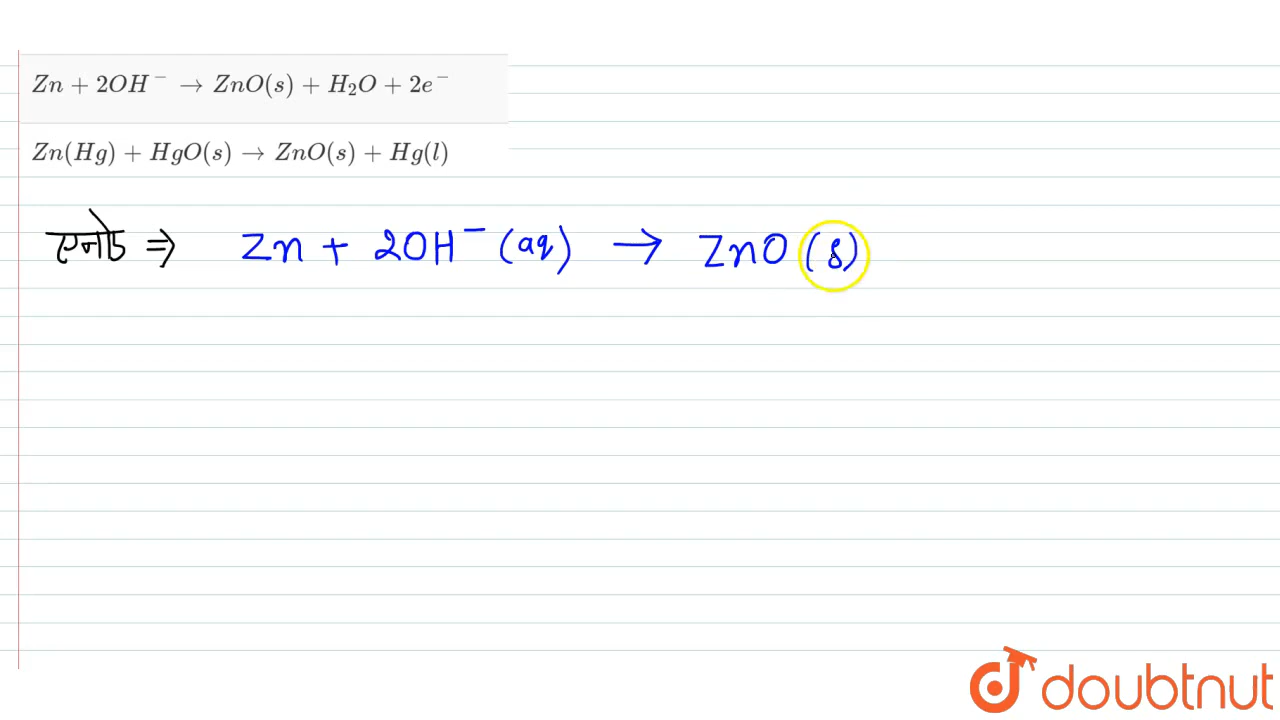 Zn + 2OH⁻ → ZnO(s) + H₂O + 2e⁻
Zn(Hg) + HgO(s) → ZnO(s) + Hg(l)
एनोड ⇒ Zn + 2OH⁻ (aq) → ZnO (s)
doubtnut